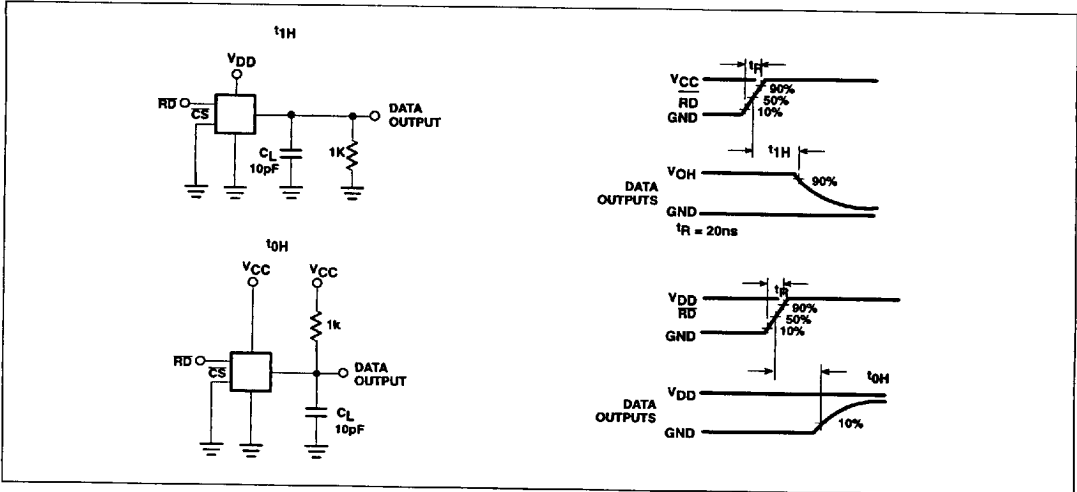 t1H
VDD
RD
CS
DATA
OUTPUT
CL
10pF
1K
tR
VCC
RD
GND
90%
50%
10%
t1H
VOH
DATA
OUTPUTS
GND
90%
tR = 20ns
t0H
VCC
VCC
1k
RD
CS
DATA
OUTPUT
CL
10pF
tR
VDD
RD
GND
90%
50%
10%
t0H
VDD
DATA
OUTPUTS
GND
10%